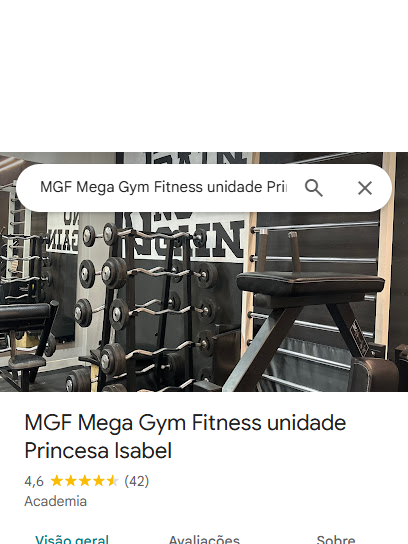 MGF Mega Gym Fitness unidade Prin
NO
GAIN
MGF Mega Gym Fitness unidade
Princesa Isabel
4,6 (42)
Academia
Visão geral Avaliações Sobre